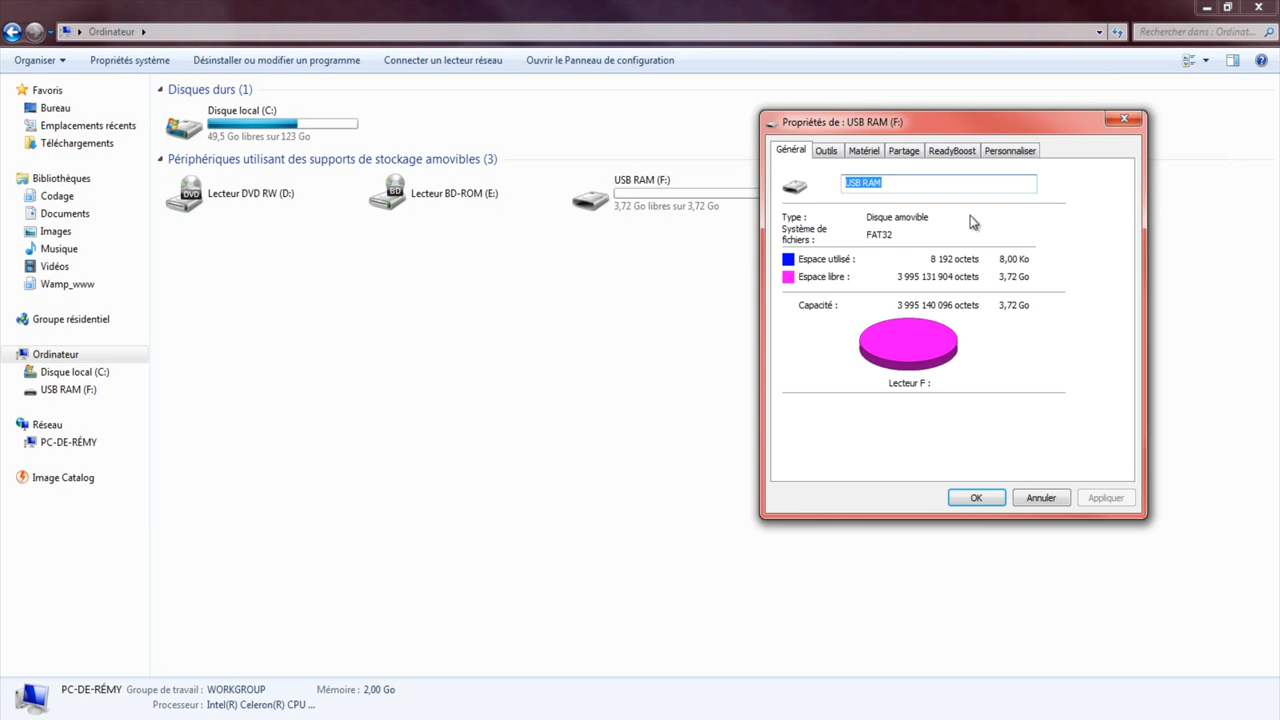 Ordinateur
Rechercher dans : Ordinat...
Organiser
Propriétés système
Désinstaller ou modifier un programme
Connecter un lecteur réseau
Ouvrir le Panneau de configuration
Favoris
Bureau
Emplacements récents
Téléchargements
Bibliothèques
Codage
Documents
Images
Musique
Vidéos
Wamp_www
Groupe résidentiel
Ordinateur
Disque local (C:)
USB RAM (F:)
Réseau
PC-DE-RÉMY
Image Catalog
Disques durs (1)
Disque local (C:)
49,5 Go libres sur 123 Go
Périphériques utilisant des supports de stockage amovibles (3)
DVD
Lecteur DVD RW (D:)
BD
Lecteur BD-ROM (E:)
USB RAM (F:)
3,72 Go libres sur 3,72 Go
Propriétés de : USB RAM (F:)
Général
Outils
Matériel
Partage
ReadyBoost
Personnaliser
USB RAM
Type : Disque amovible
Système de
fichiers : FAT32
Espace utilisé : 8 192 octets 8,00 Ko
Espace libre : 3 995 131 904 octets 3,72 Go
Capacité : 3 995 140 096 octets 3,72 Go
Lecteur F :
OK
Annuler
Appliquer
PC-DE-RÉMY Groupe de travail : WORKGROUP Mémoire : 2,00 Go
Processeur : Intel(R) Celeron(R) CPU ...